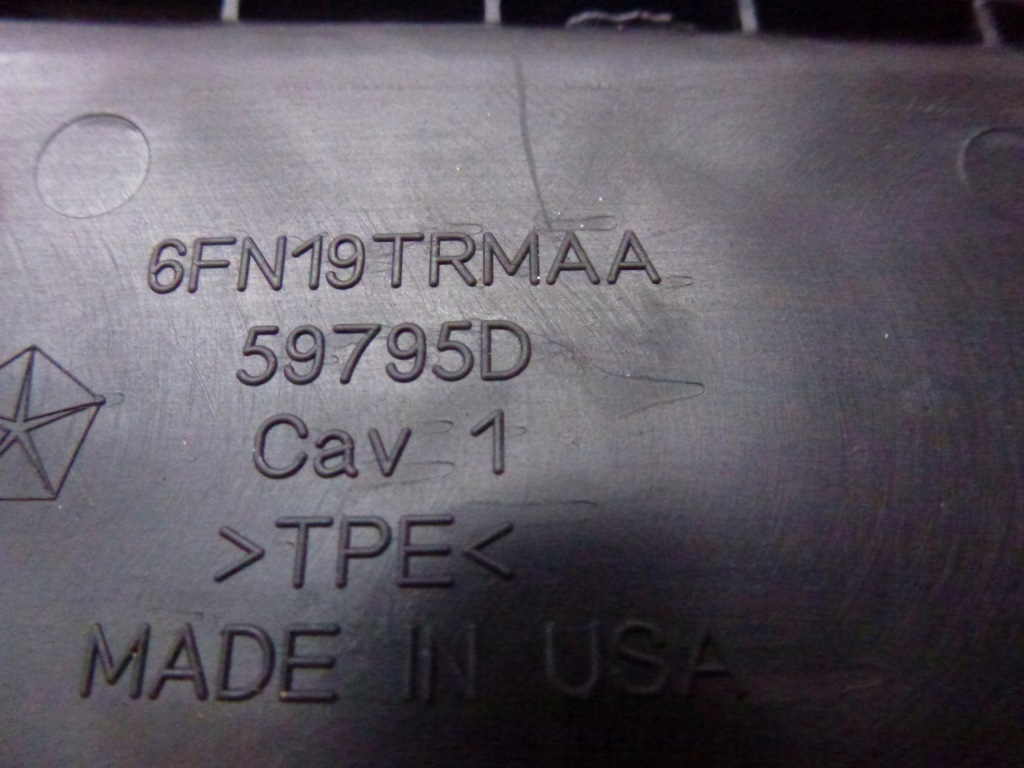 6FN19TRMAA
59795D
Cav 1
>TPE<
MADE IN USA